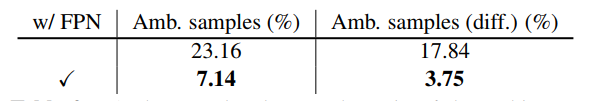 w/ FPN Amb. samples (%) Amb. samples (diff.) (%)
23.16 17.84
✓ 7.14 3.75